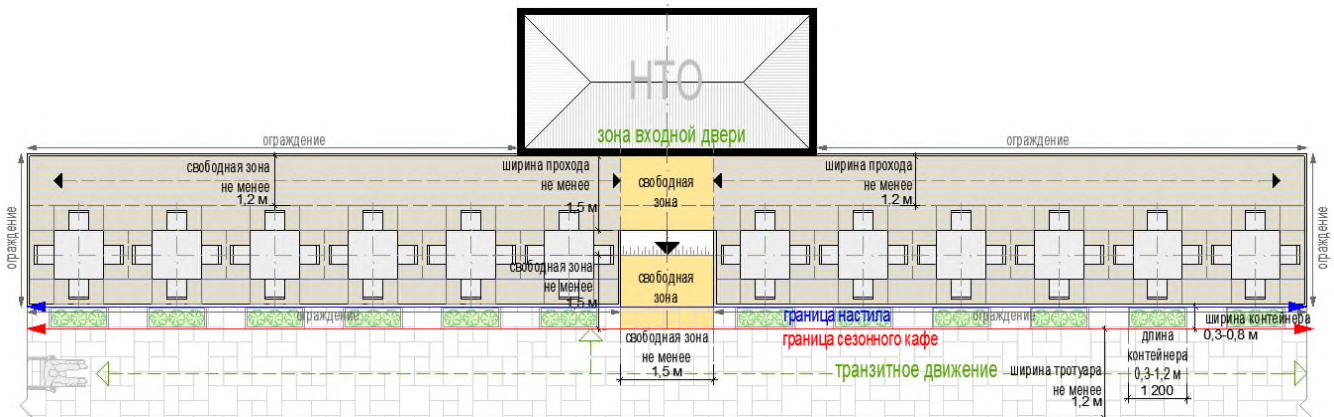 НТО
зона входной двери
ограждение
ограждение
свободная зона
не менее
1,2 м
ширина прохода
не менее
1,5 м
свободная
зона
ширина прохода
не менее
1,2 м
ограждение
ограждение
свободная зона
не менее
1,5 м
свободная
зона
ограждение
граница настила
ограждение
ширина контейнера
0,3-0,8 м
граница сезонного кафе
свободная зона
не менее
1,5 м
длина
контейнера
0,3-1,2 м
1 200
транзитное движение
ширина тротуара
не менее
1,2 м